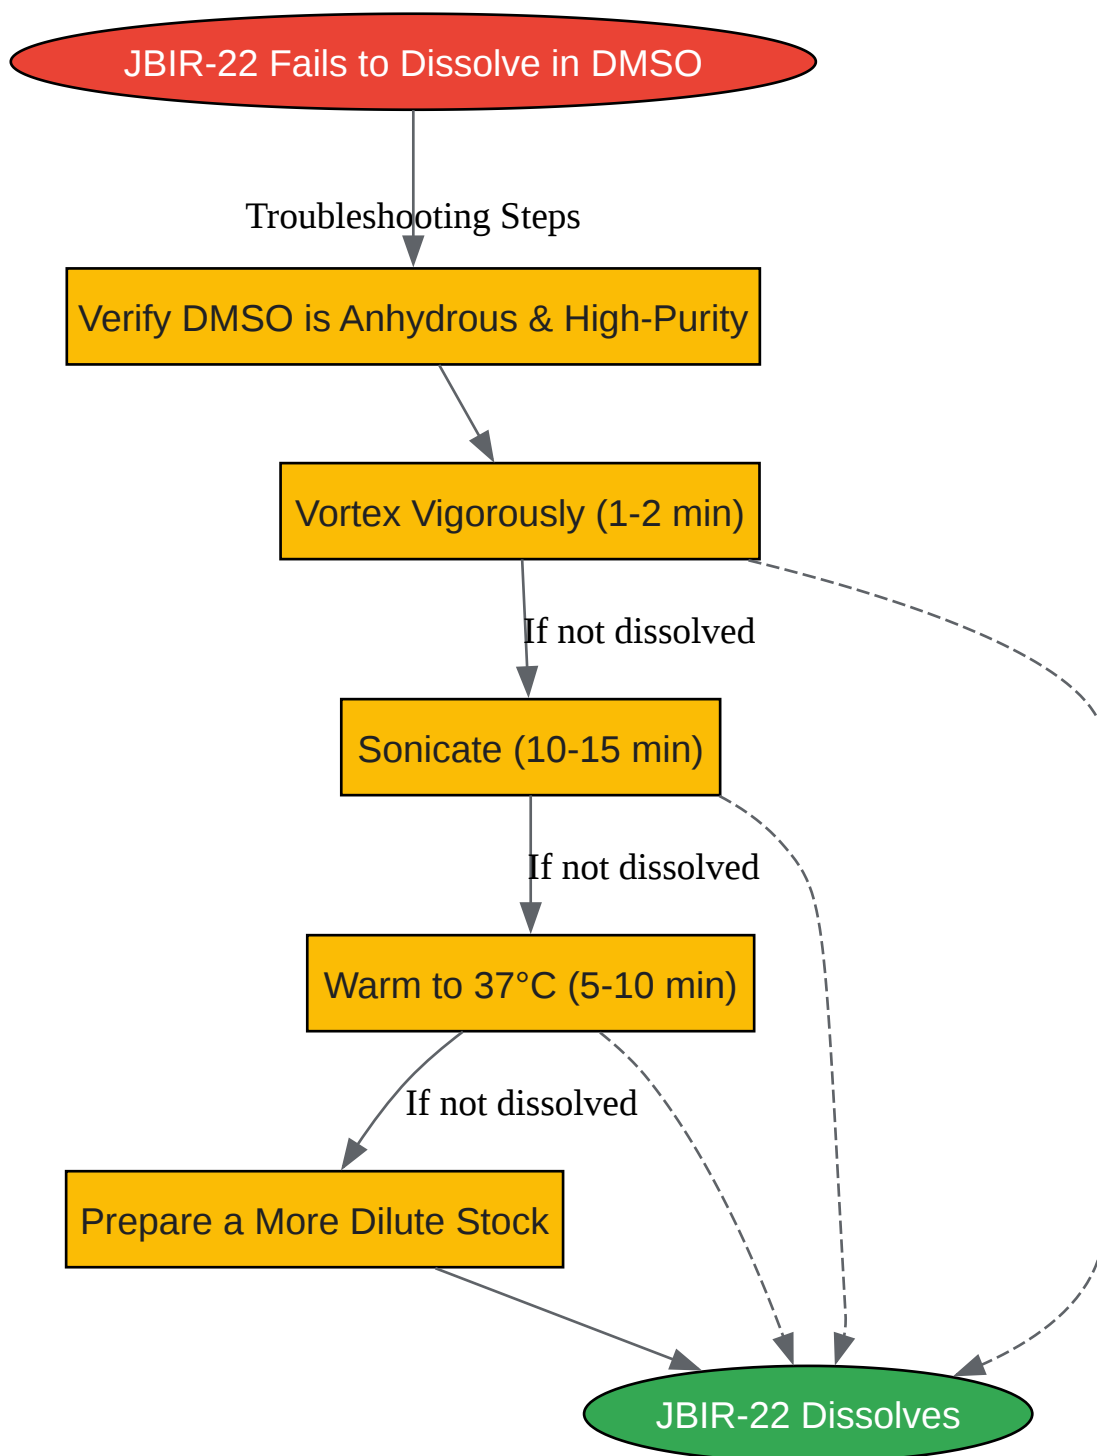 JBIR-22 Fails to Dissolve in DMSO
Troubleshooting Steps
Verify DMSO is Anhydrous & High-Purity
Vortex Vigorously (1-2 min)
If not dissolved
Sonicate (10-15 min)
If not dissolved
Warm to 37°C (5-10 min)
If not dissolved
Prepare a More Dilute Stock
JBIR-22 Dissolves